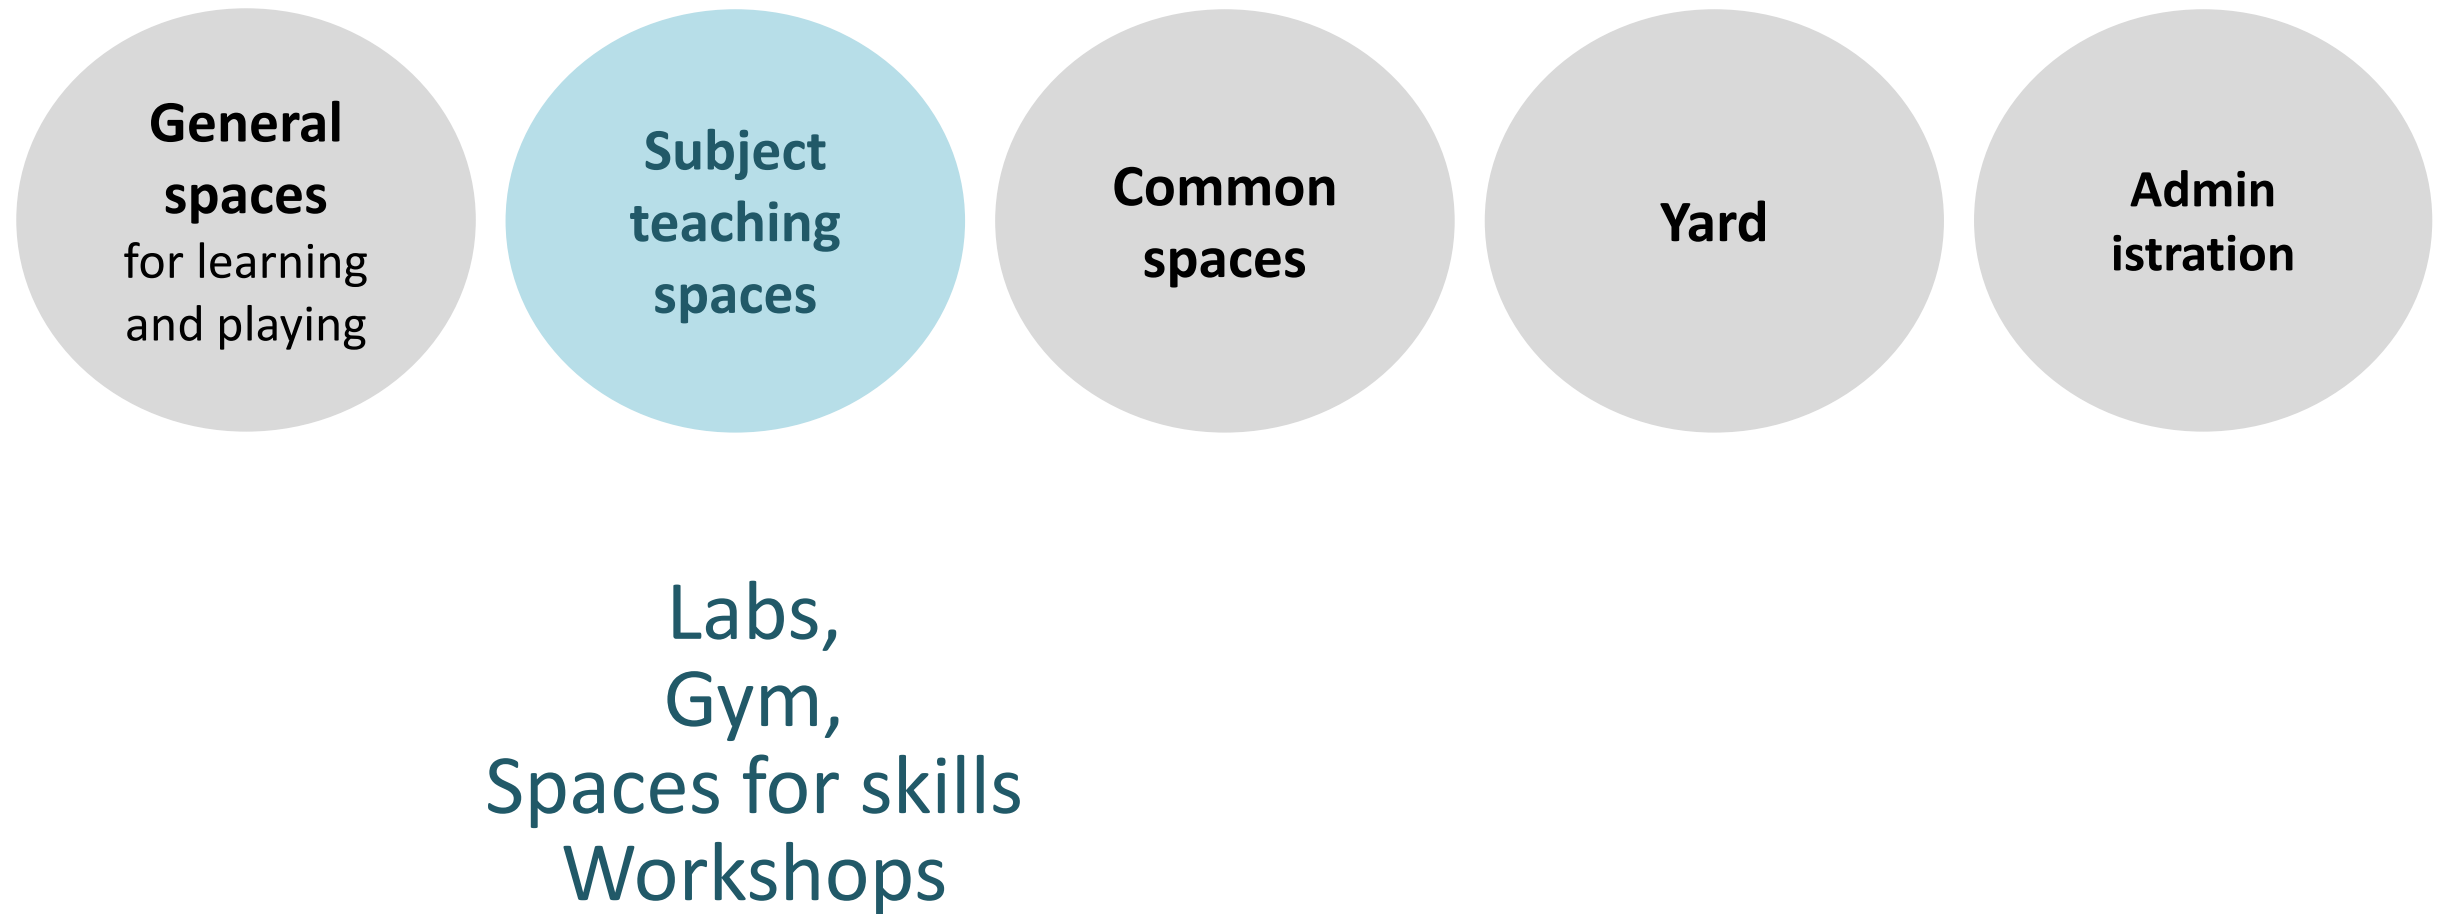 General
spaces
for learning
and playing
Subject
teaching
spaces
Common
spaces
Yard
Admin
istration
Labs,
Gym,
Spaces for skills
Workshops